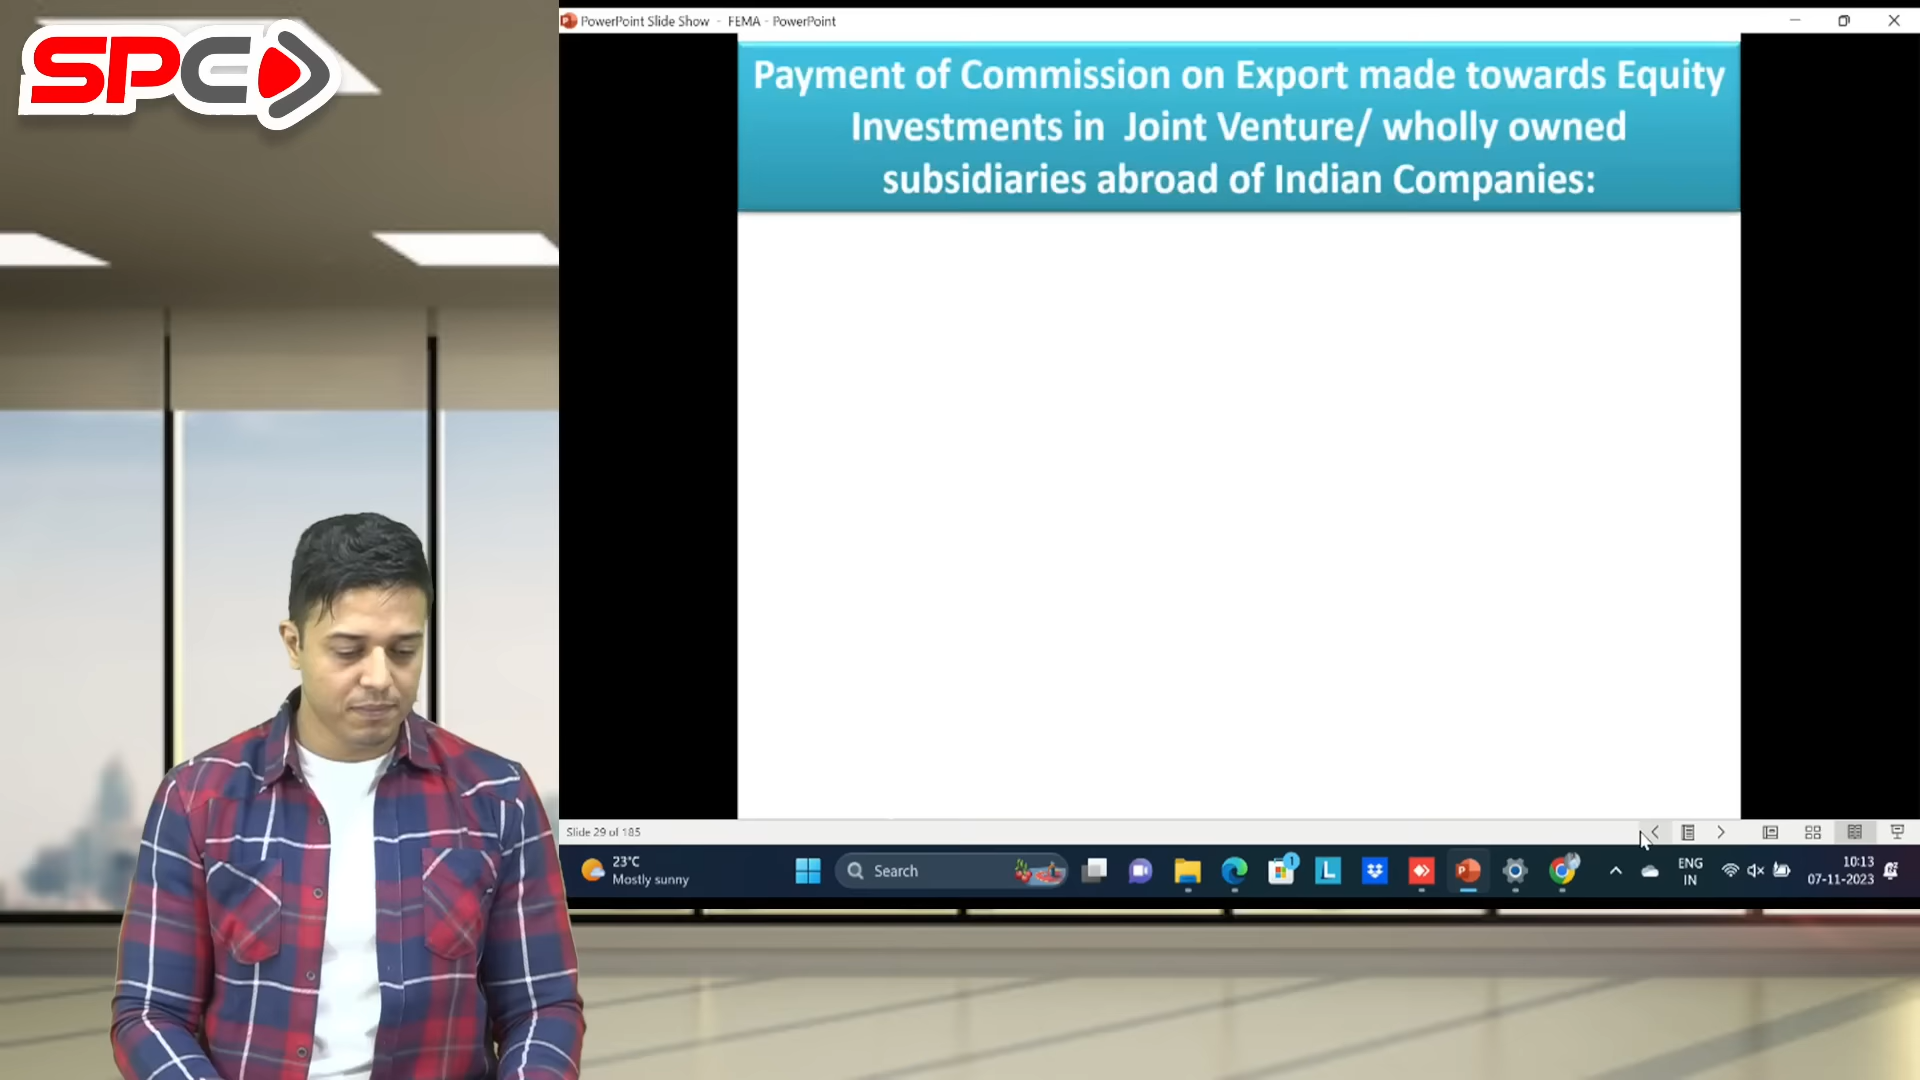 SPE
PowerPoint Slide Show - FEMA - PowerPoint
Payment of Commission on Export made towards Equity
Investments in Joint Venture/ wholly owned
subsidiaries abroad of Indian Companies:
Slide 29 of 185
23°C
Mostly sunny
Search
1
L
ENG
IN
10:13
07-11-2023